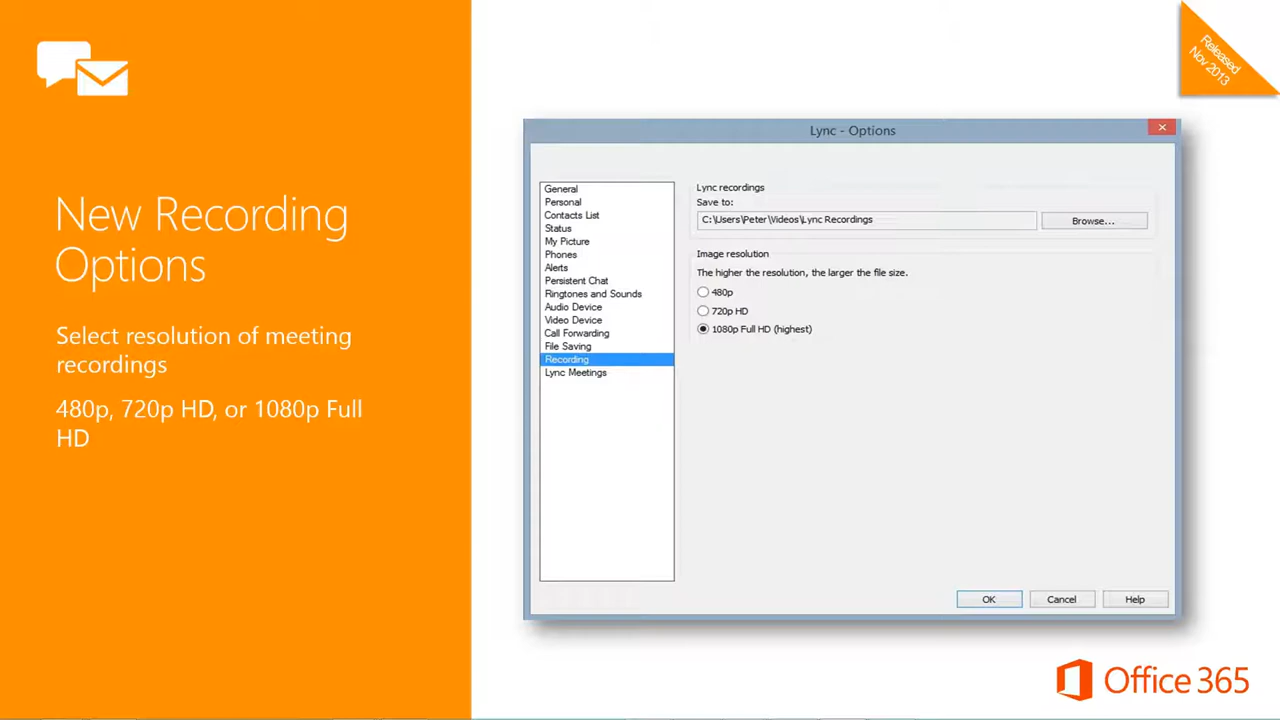 New Recording
Options
Select resolution of meeting
recordings
480p, 720p HD, or 1080p Full
HD
Released
Nov 2013
Lync - Options
General
Personal
Contacts List
Status
My Picture
Phones
Alerts
Persistent Chat
Ringtones and Sounds
Audio Device
Video Device
Call Forwarding
File Saving
Recording
Lync Meetings
Lync recordings
Save to:
C:\Users\Peter\Videos\Lync Recordings
Browse...
Image resolution
The higher the resolution, the larger the file size.
480p
720p HD
1080p Full HD (highest)
OK
Cancel
Help
Office 365